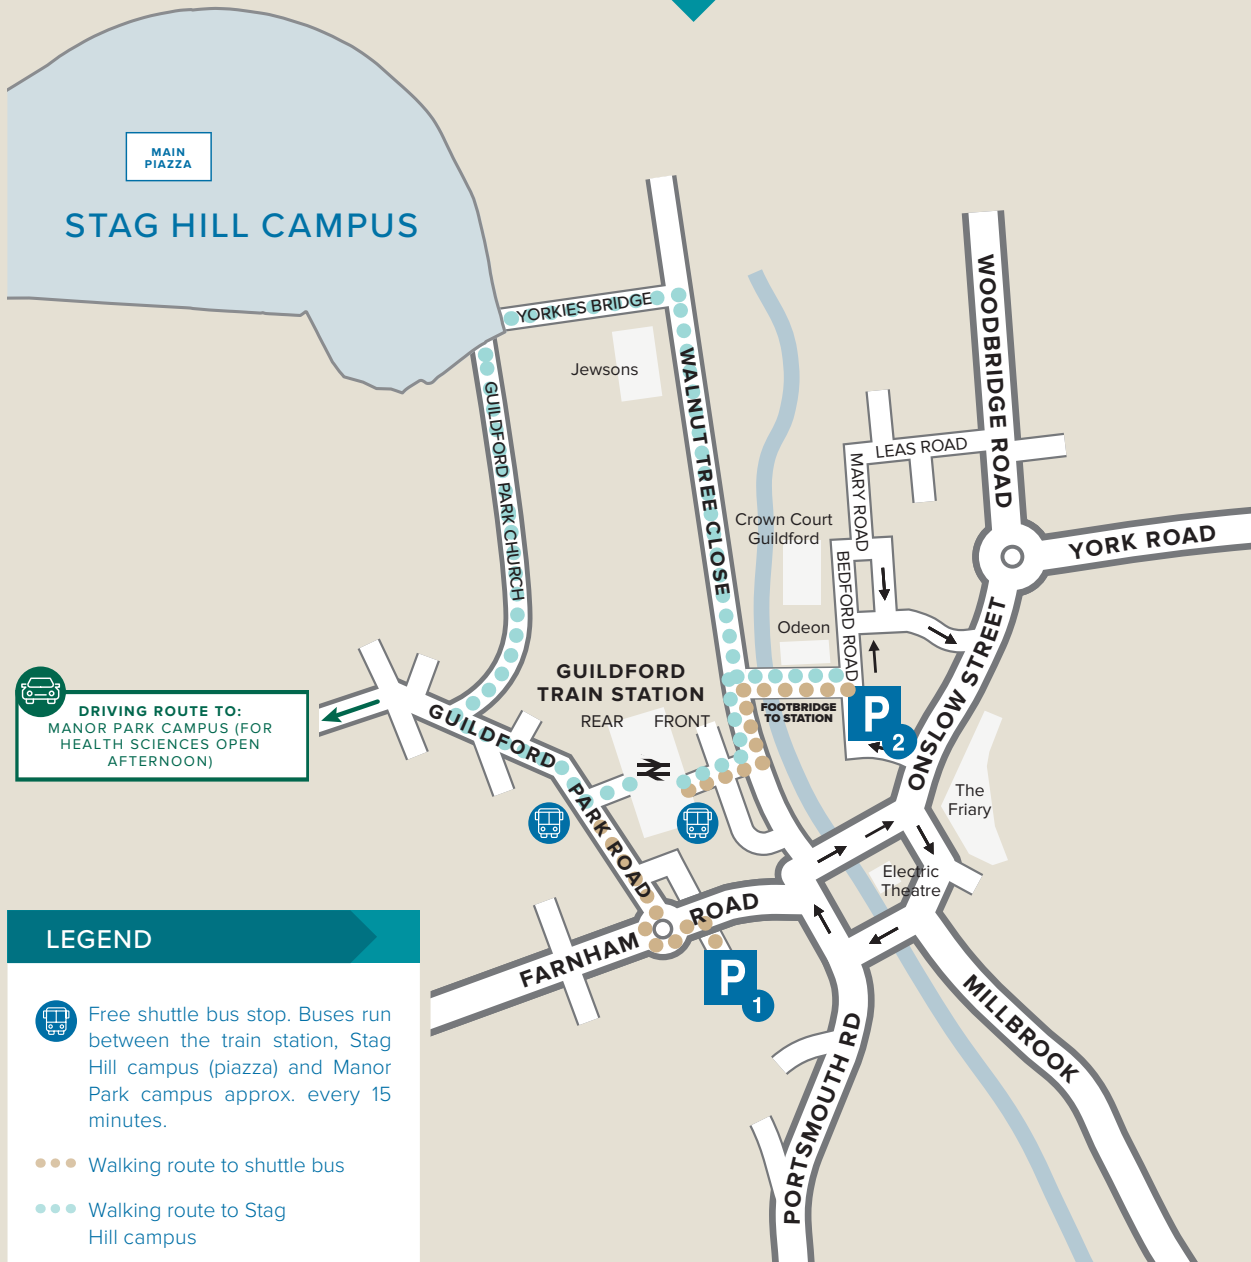 MAIN
PIAZZA
STAG HILL CAMPUS
YORKIES BRIDGE
Jewsons
WALNUT TREE CLOSE
GUILDFORD PARK CHURCH
WOODBRIDGE ROAD
LEAS ROAD
MARY ROAD
Crown Court
Guildford
BEDFORD ROAD
YORK ROAD
Odeon
ONSLOW STREET
GUILDFORD
TRAIN STATION
REAR
FRONT
FOOTBRIDGE
TO STATION
P
2
DRIVING ROUTE TO:
MANOR PARK CAMPUS (FOR
HEALTH SCIENCES OPEN
AFTERNOON)
GUILDFORD PARK ROAD
The
Friary
Electric
Theatre
FARNHAM ROAD
P
1
MILLBROOK
PORTSMOUTH RD
LEGEND
Free shuttle bus stop. Buses run
between the train station, Stag
Hill campus (piazza) and Manor
Park campus approx. every 15
minutes.
Walking route to shuttle bus
Walking route to Stag
Hill campus